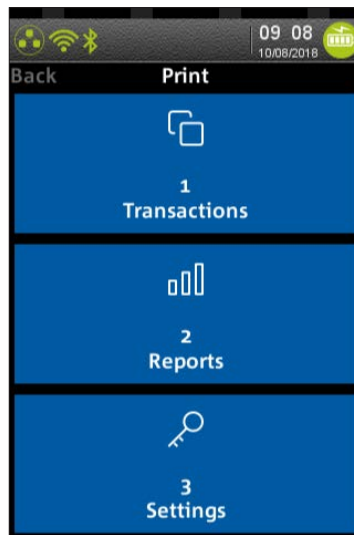 09 08
10/08/2018
Back Print
1
Transactions
2
Reports
3
Settings